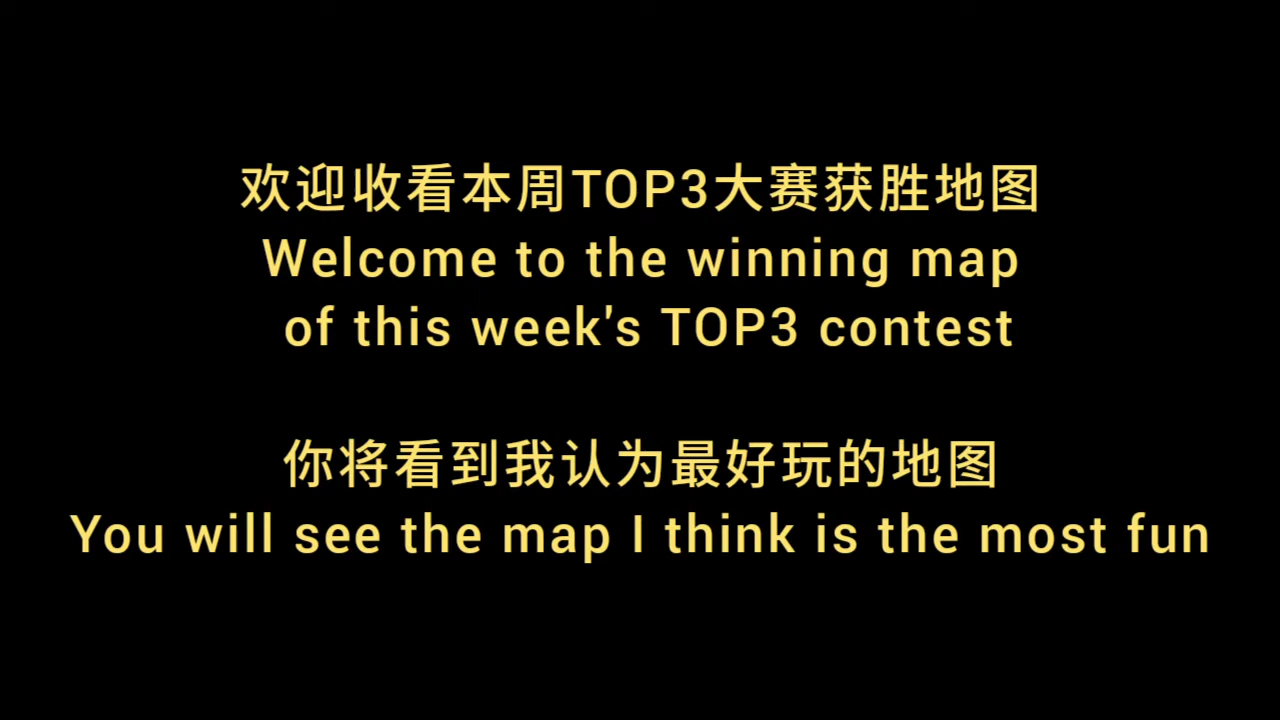 欢迎收看本周TOP3大赛获胜地图
Welcome to the winning map
of this week's TOP3 contest
你将看到我认为最好玩的地图
You will see the map I think is the most fun